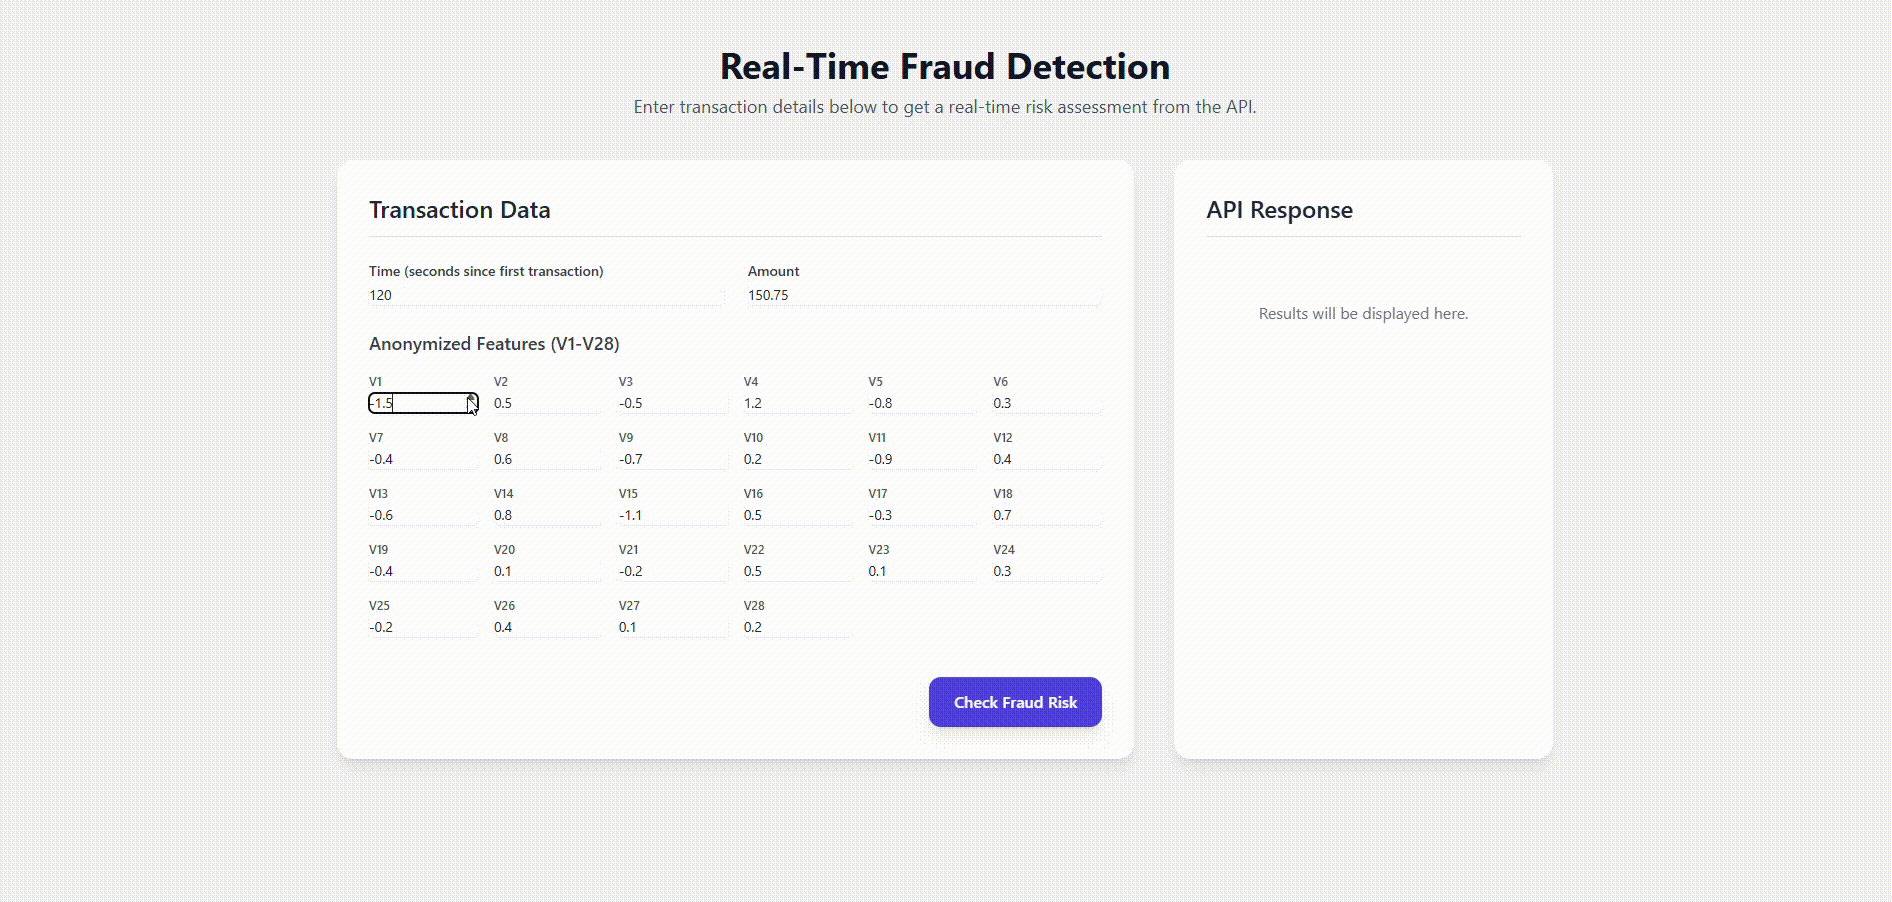 Real-Time Fraud Detection
Enter transaction details below to get a real-time risk assessment from the API.
Transaction Data
Time (seconds since first transaction) Amount
120 150.75
Anonymized Features (V1-V28)
V1 V2 V3 V4 V5 V6
-1.5 0.5 -0.5 1.2 -0.8 0.3
V7 V8 V9 V10 V11 V12
-0.4 0.6 -0.7 0.2 -0.9 0.4
V13 V14 V15 V16 V17 V18
-0.6 0.8 -1.1 0.5 -0.3 0.7
V19 V20 V21 V22 V23 V24
-0.4 0.1 -0.2 0.5 0.1 0.3
V25 V26 V27 V28
-0.2 0.4 0.1 0.2
Check Fraud Risk
API Response
Results will be displayed here.